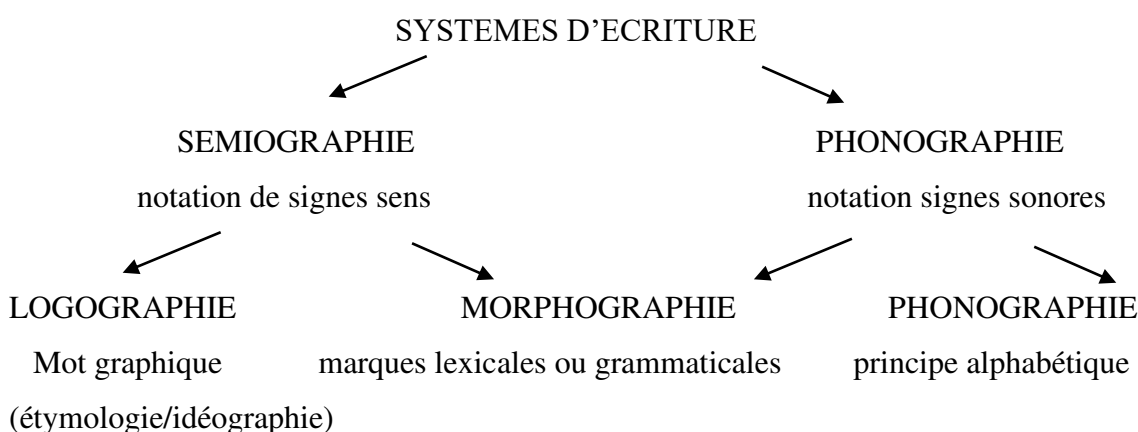 SYSTEMES D’ECRITURE
SEMIOGRAPHIE PHONOGRAPHIE
notation de signes sens notation signes sonores
LOGOGRAPHIE MORPHOGRAPHIE PHONOGRAPHIE
Mot graphique marques lexicales ou grammaticales principe alphabétique
(étymologie/idéographie)